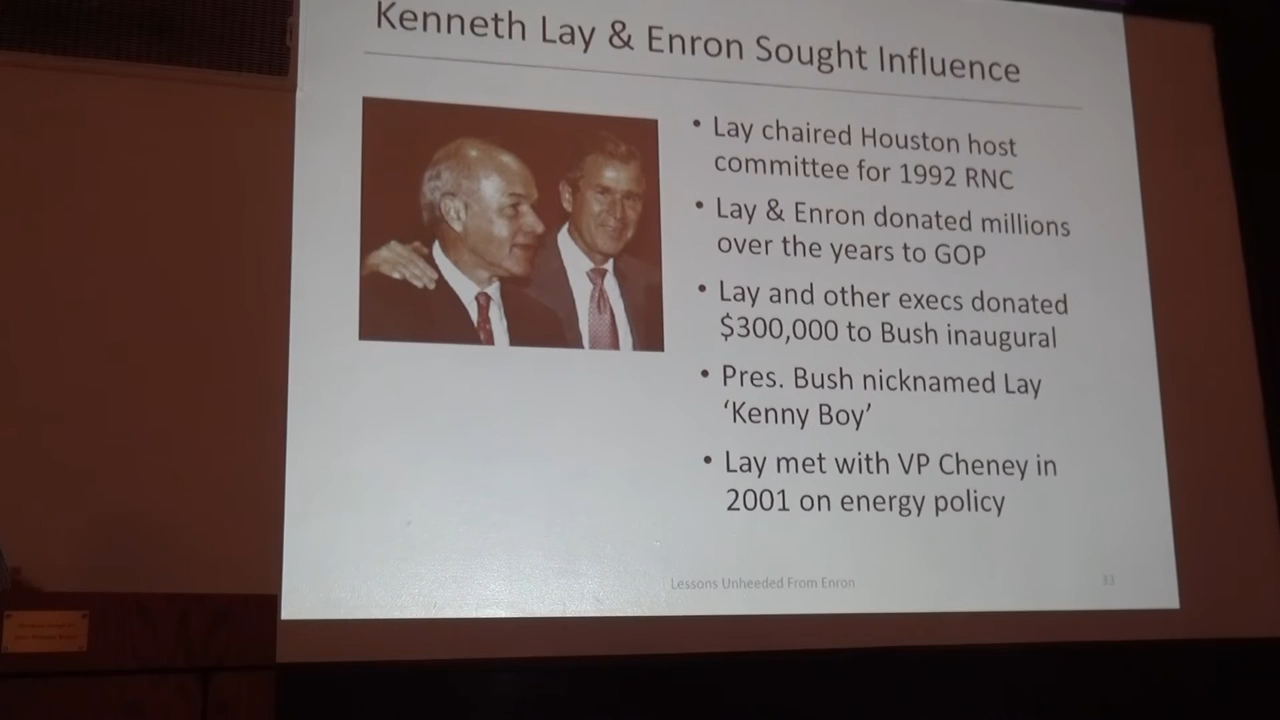 Kenneth Lay & Enron Sought Influence
• Lay chaired Houston host
committee for 1992 RNC
• Lay & Enron donated millions
over the years to GOP
• Lay and other execs donated
$300,000 to Bush inaugural
• Pres. Bush nicknamed Lay
‘Kenny Boy’
• Lay met with VP Cheney in
2001 on energy policy
Lessons Unheeded From Enron
33